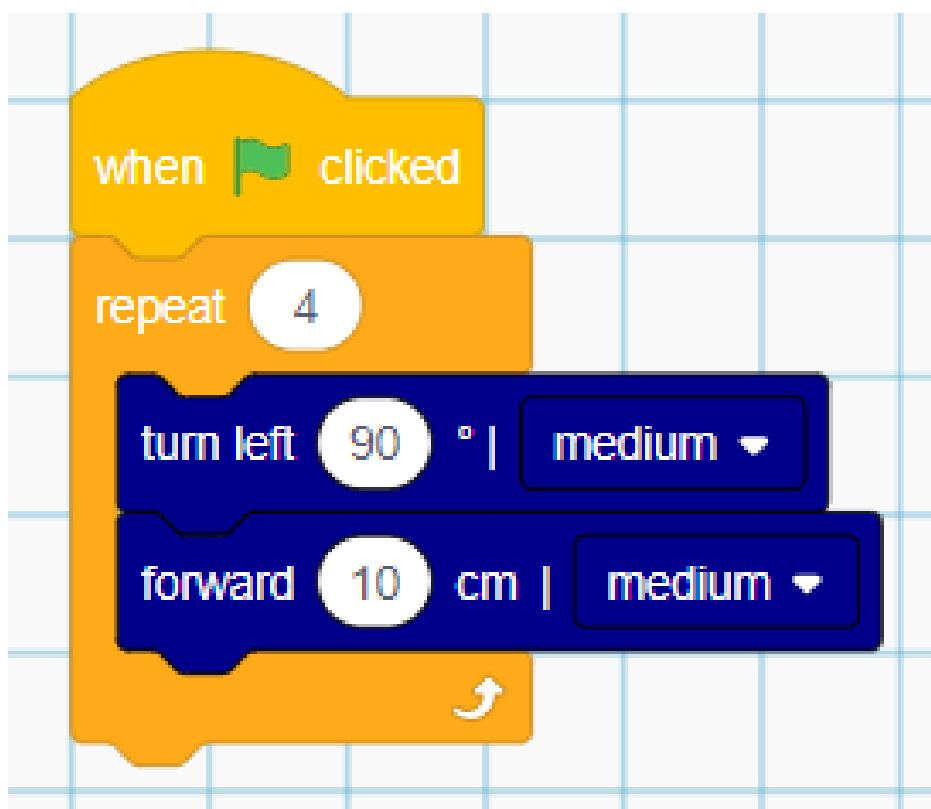 when clicked
repeat 4
turn left 90 ° | medium
forward 10 cm | medium